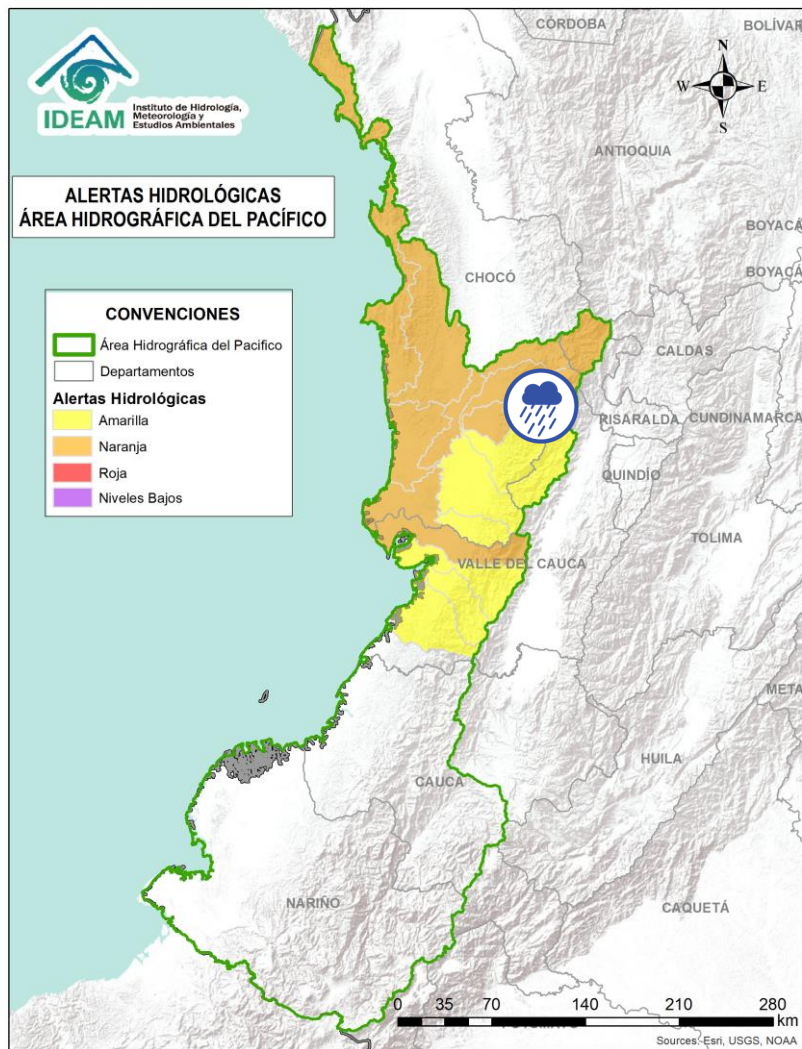 CÓRDOBA
BOLÍVAR
IDEAM
Instituto de Hidrología,
Meteorología y
Estudios Ambientales
N
W
E
S
ANTIOQUIA
ALERTAS HIDROLÓGICAS
ÁREA HIDROGRÁFICA DEL PACÍFICO
BOYACÁ
BOYACÁ
CHOCÓ
CONVENCIONES
Área Hidrográfica del Pacifico
Departamentos
Alertas Hidrológicas
Amarilla
Naranja
Roja
Niveles Bajos
CALDAS
RISARALDA
CUNDINAMARCA
QUINDÍO
TOLIMA
VALLE DEL CAUCA
META
HUILA
CAUCA
NARIÑO
CAQUETÁ
0 35 70 140 210 280
km
Sources: Esri, USGS, NOAA